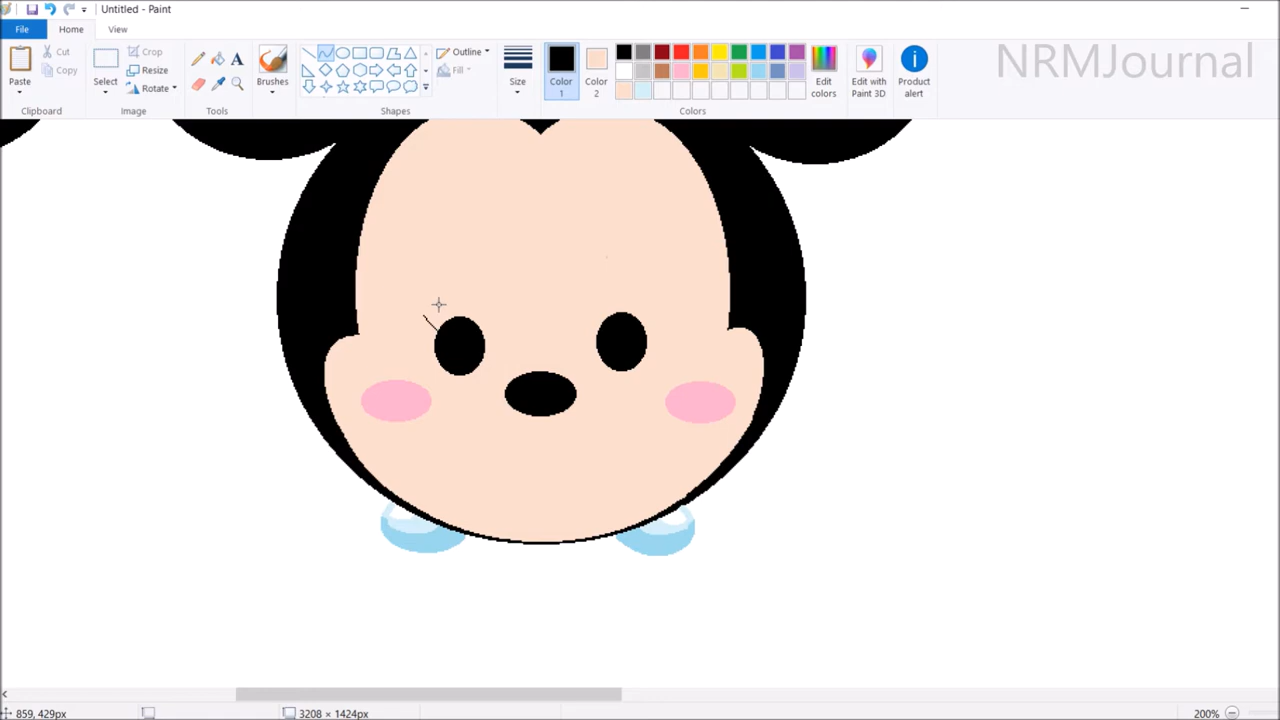 Untitled - Paint
File
Home
View
NRMJourna
Paste
Cut
Copy
Clipboard
Select
Crop
Resize
Rotate
Image
A
Tools
Brushes
Outline
Fill
Shapes
Size
Color
1
Color
2
Edit
colors
Edit with
Paint 3D
Product
alert
Colors
859, 429px
3208 × 1424px
200%